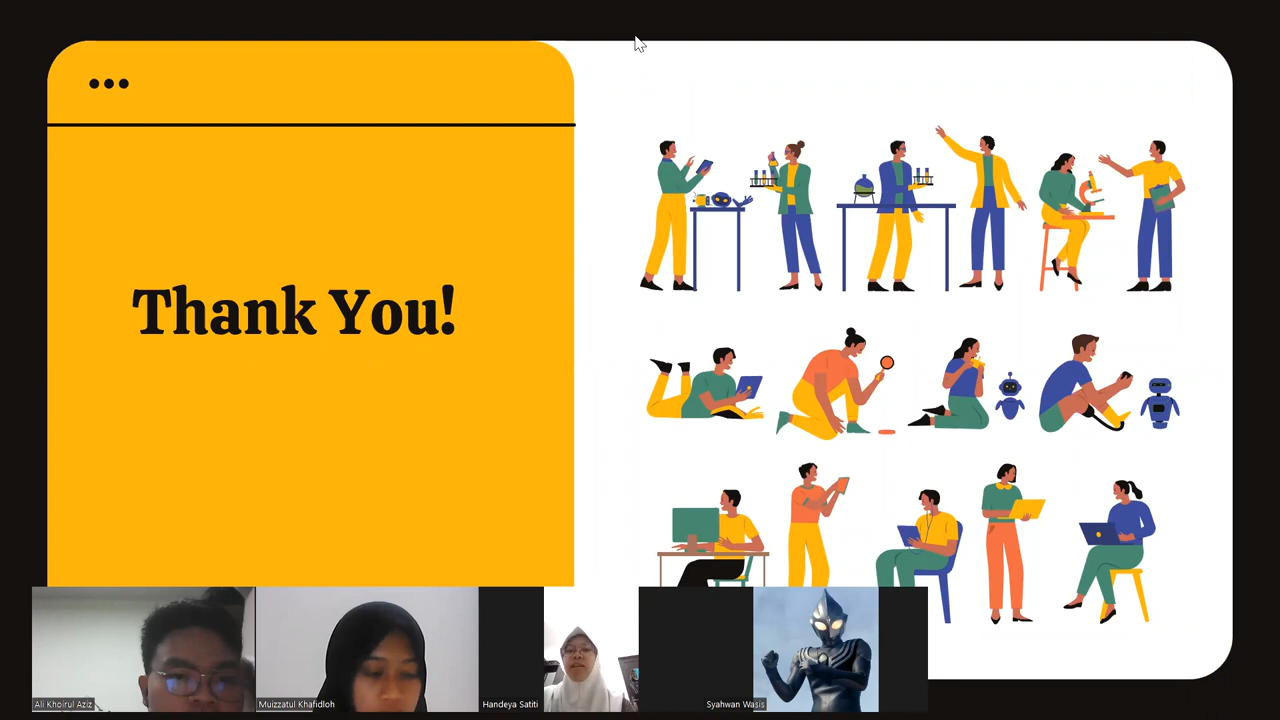 Thank You!
Ali Khoirul Aziz
Muizzatul Khafidloh
Handeya Satiti
Syahwan Wasis